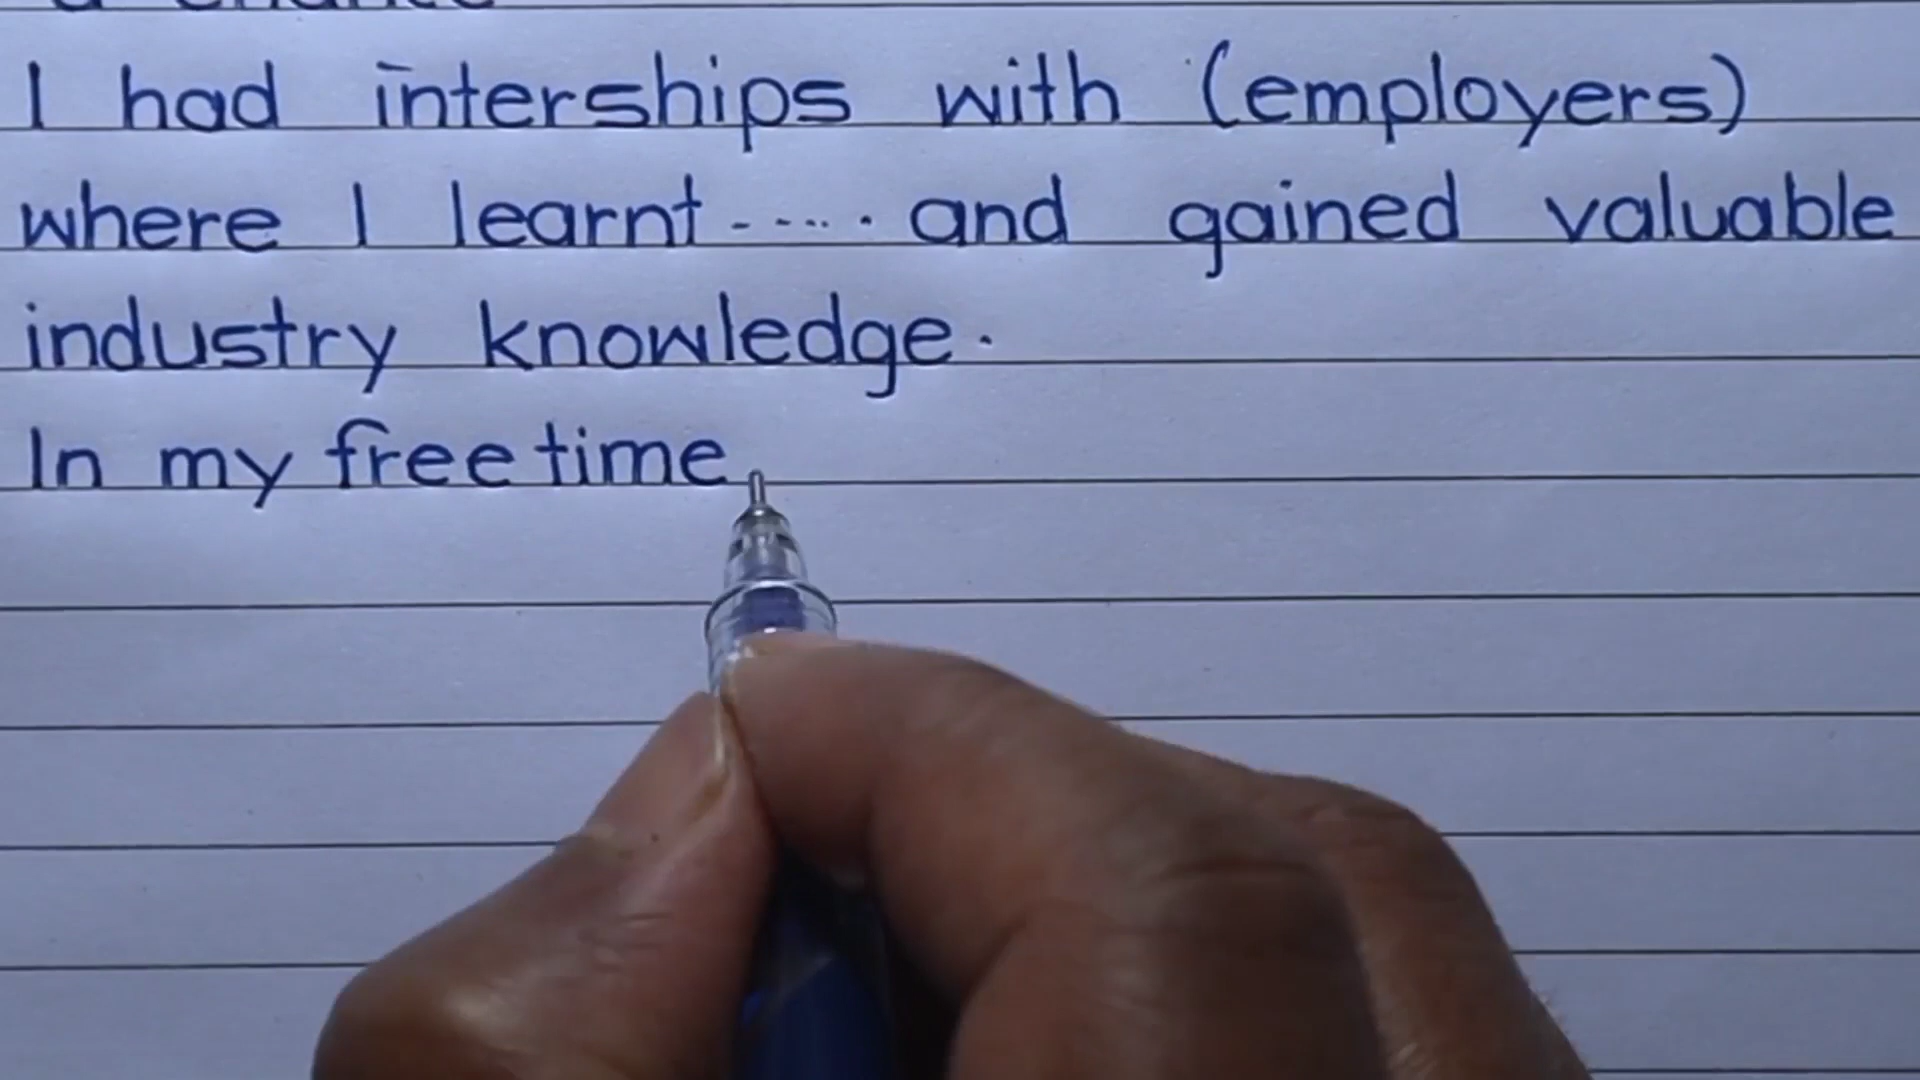 I had interships with (employers)
where I learnt - - ... . and gained valuable
industry knowledge.
In my free time